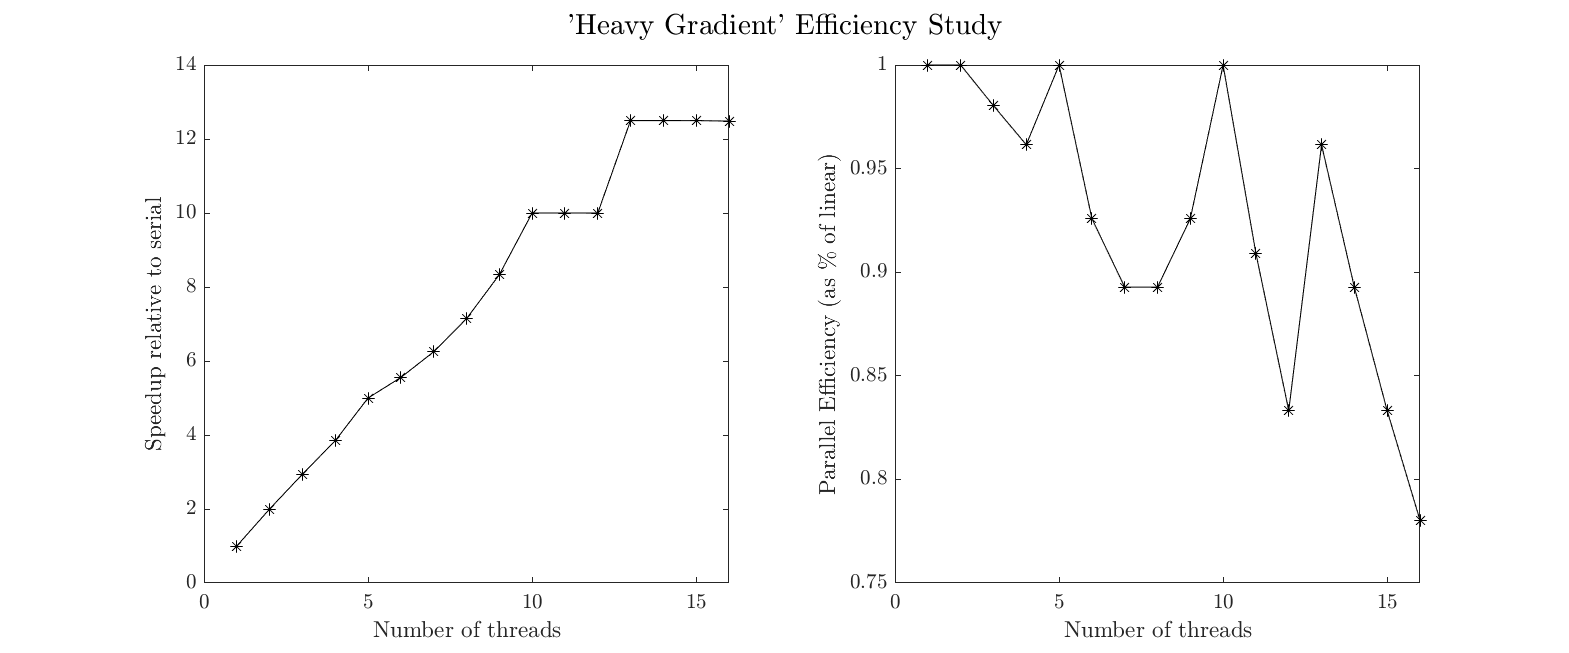 'Heavy Gradient' Efficiency Study
14
12
10
8
6
4
2
0
Speedup relative to serial
0 5 10 15
Number of threads
1
0.95
0.9
0.85
0.8
0.75
Parallel Efficiency (as % of linear)
0 5 10 15
Number of threads